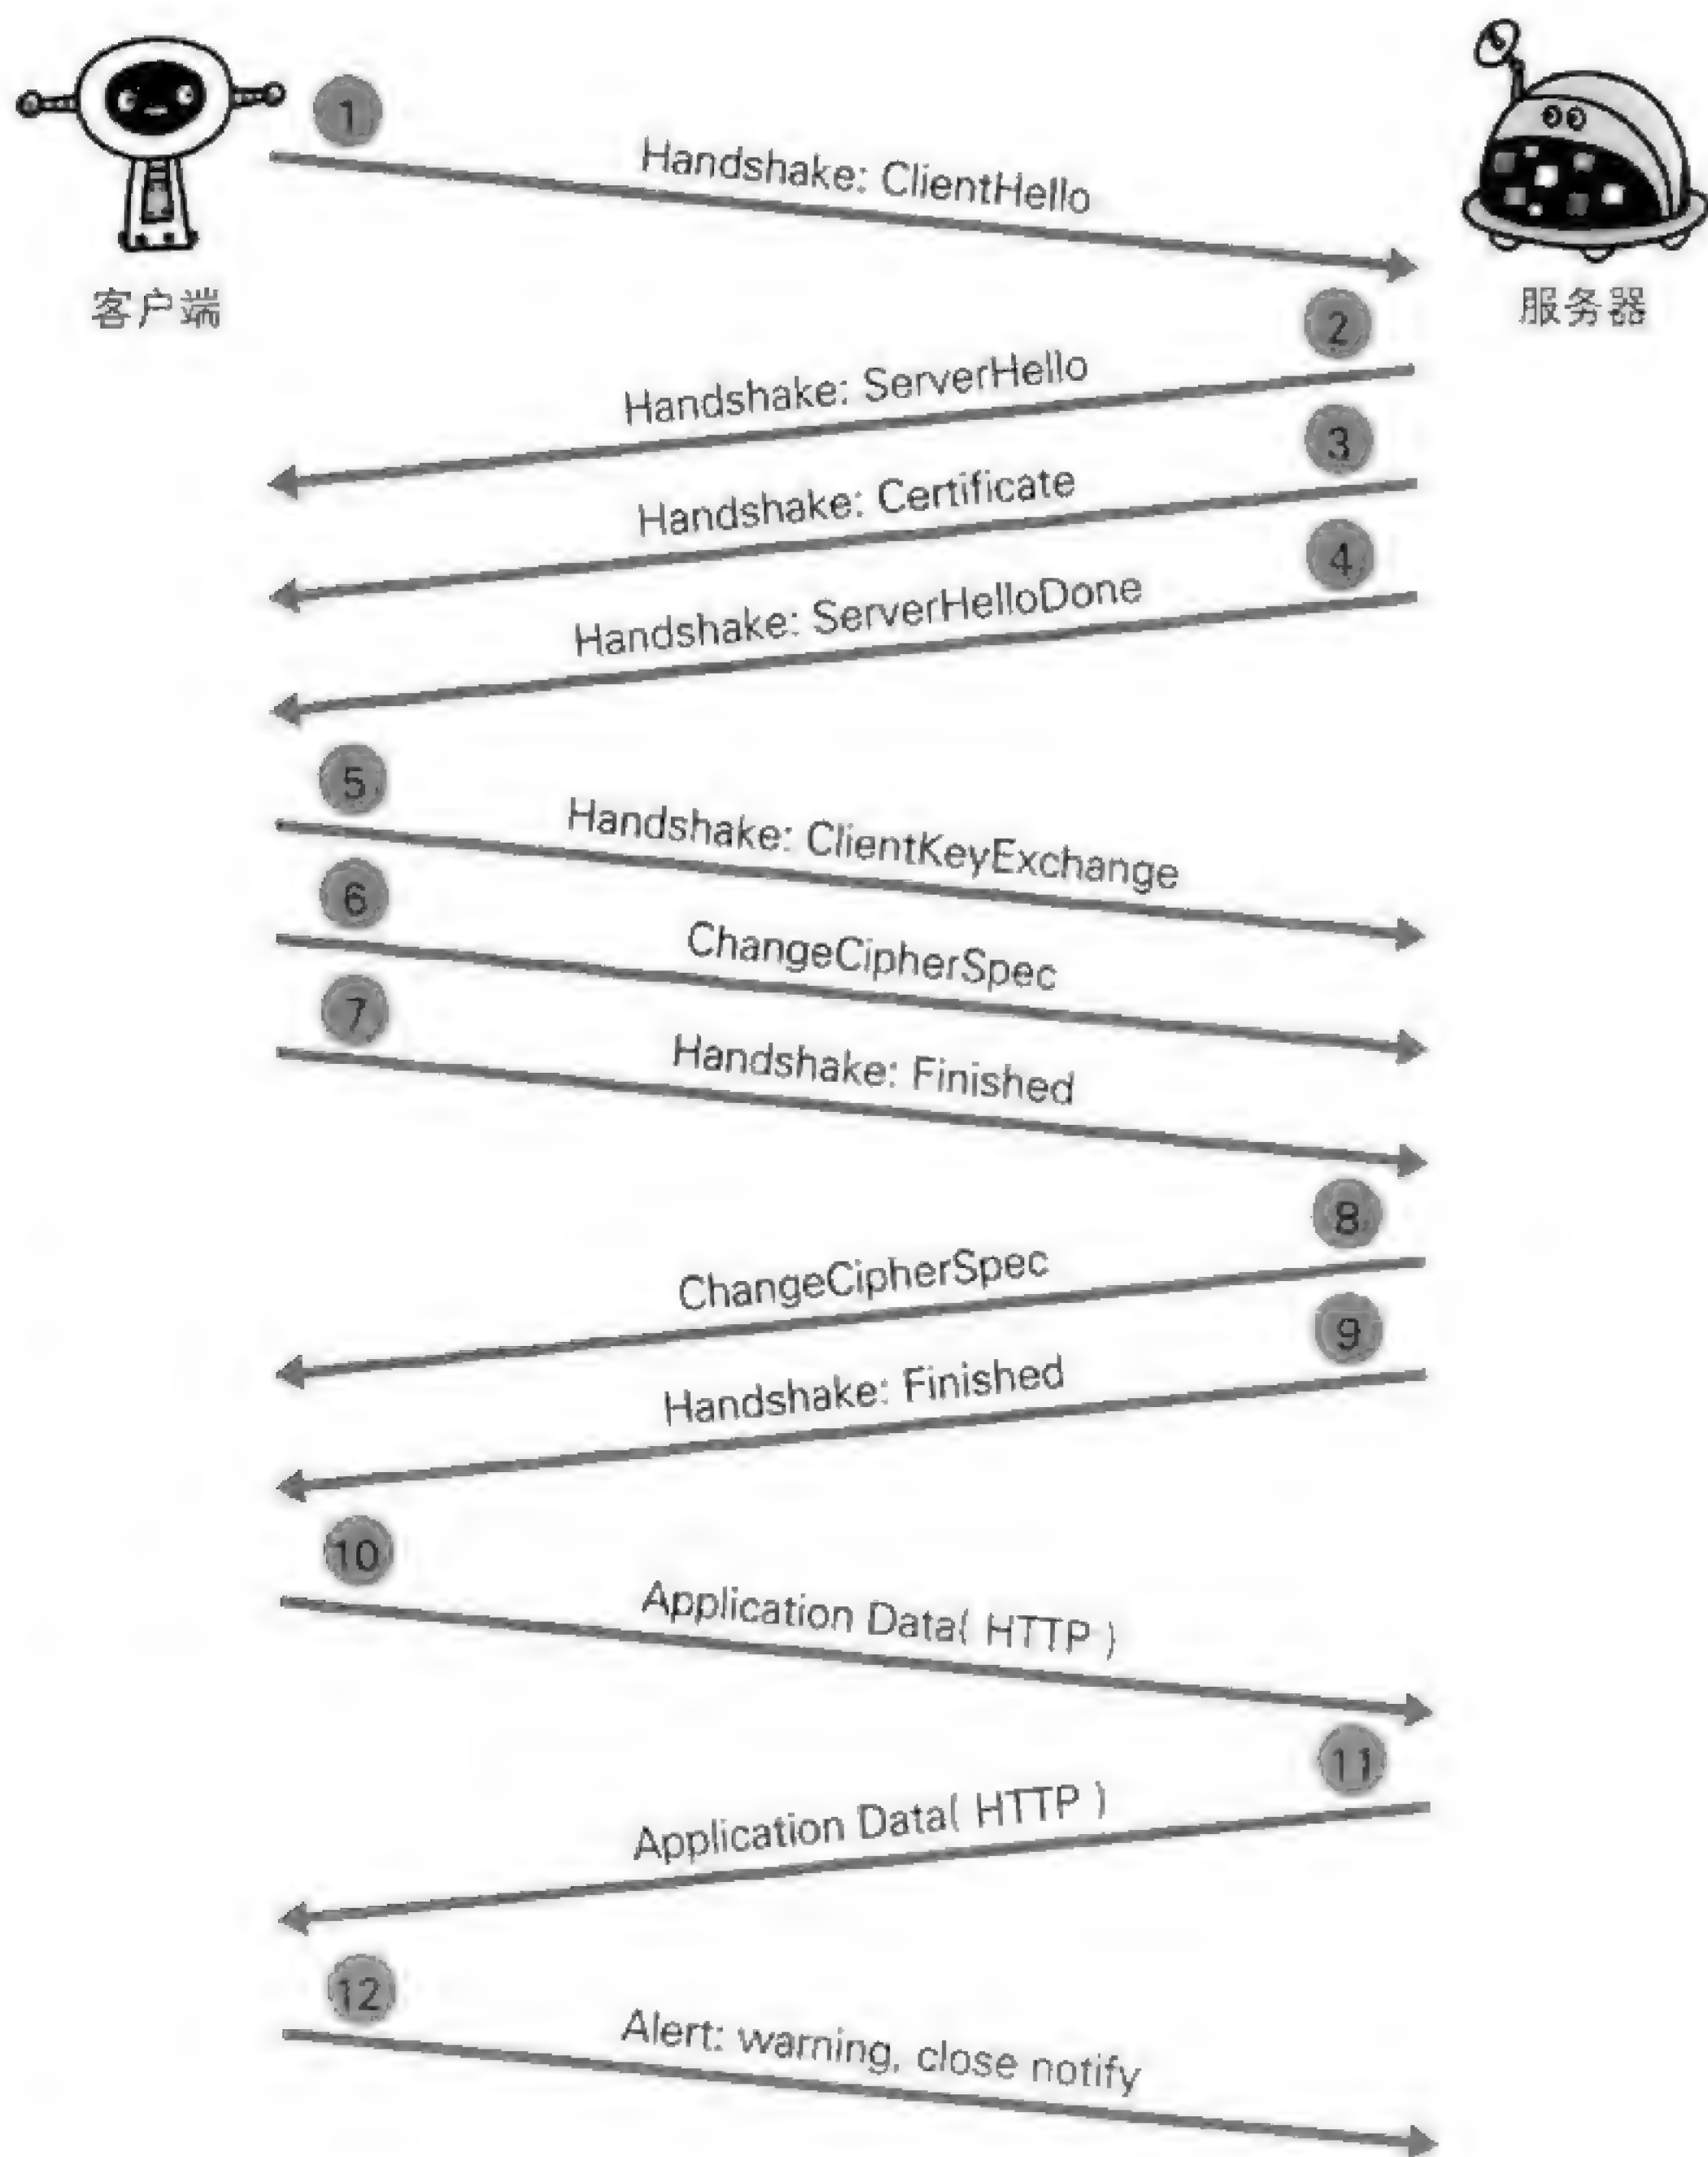 1
Handshake: ClientHello
客户端
服务器
2
Handshake: ServerHello
3
Handshake: Certificate
4
Handshake: ServerHelloDone
5
Handshake: ClientKeyExchange
6
ChangeCipherSpec
7
Handshake: Finished
8
ChangeCipherSpec
9
Handshake: Finished
10
Application Data( HTTP )
11
Application Data( HTTP )
12
Alert: warning, close notify